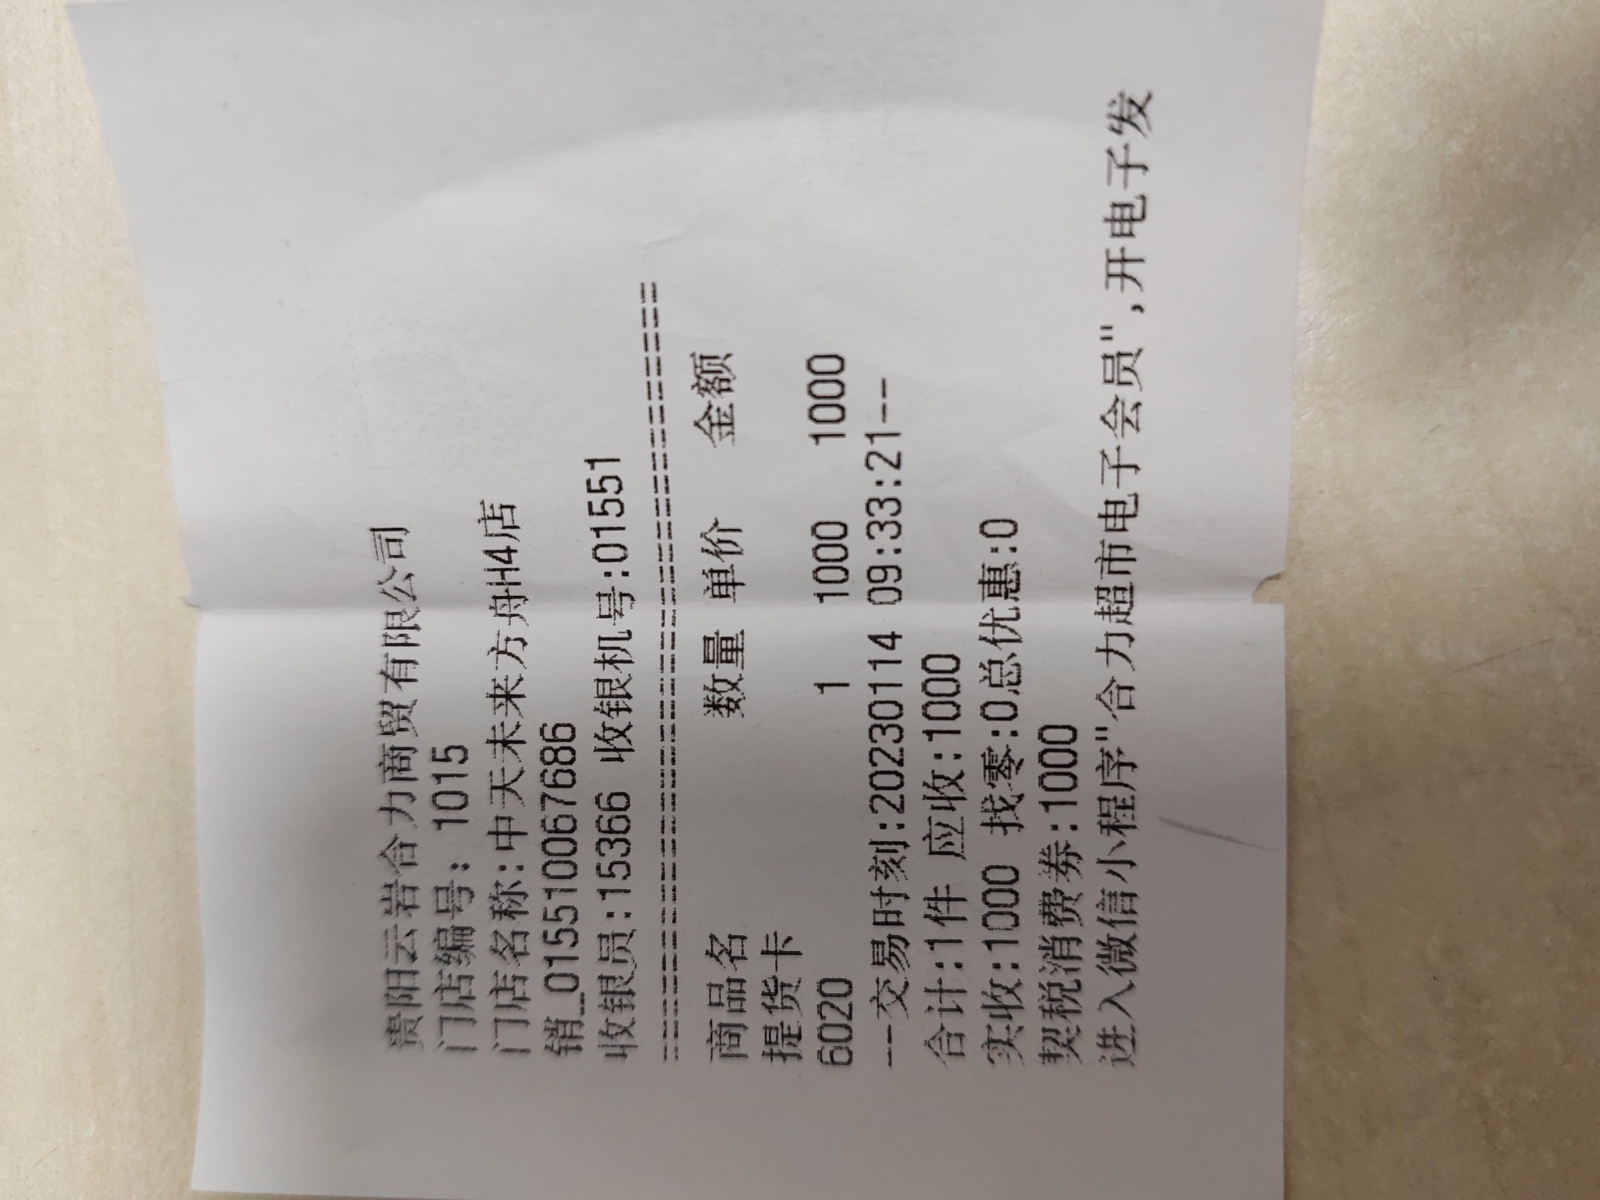 贵阳云岩合力商贸有限公司
门店编号: 1015
门店名称:中天未来方舟H4店
销_015510067686
收银员:15366 收银机号:01551
========================================
商品名 数量 单价 金额
提货卡
6020 1 1000 1000
--交易时刻:20230114 09:33:21--
合计:1件 应收:1000
实收:1000 找零:0总优惠:0
契税消费券:1000
进入微信小程序"合力超市电子会员",开电子发